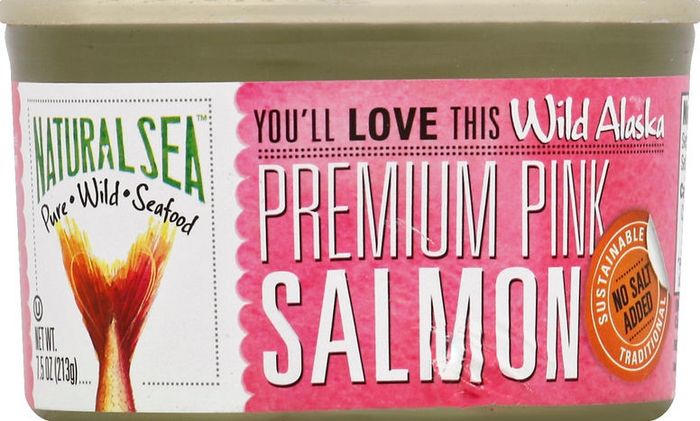 NATURAL SEA™
Pure • Wild • Seafood
U
NET WT.
7.5 OZ (213g)
YOU'LL LOVE THIS Wild Alaska
PREMIUM PINK
SALMON
SUSTAINABLE
NO SALT
ADDED
TRADITIONAL